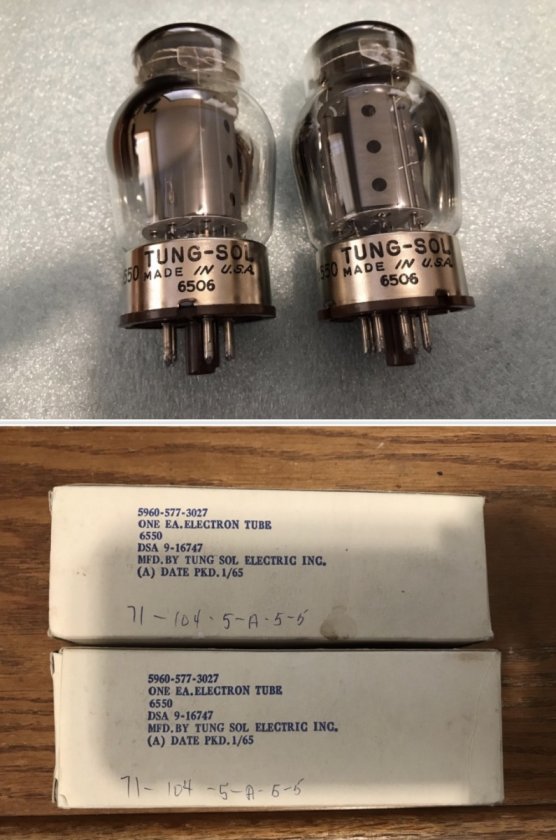 TUNG-SOL
MADE IN U.S.A.
6506
550 TUNG-SOL
MADE IN U.S.A.
6506
5960-577-3027
ONE EA.ELECTRON TUBE
6550
DSA 9-16747
MFD.BY TUNG SOL ELECTRIC INC.
(A) DATE PKD.1/65
71-104-5-A-5-5
5960-577-3027
ONE EA.ELECTRON TUBE
6550
DSA 9-16747
MFD.BY TUNG SOL ELECTRIC INC.
(A) DATE PKD.1/65
71-104-5-A-5-5